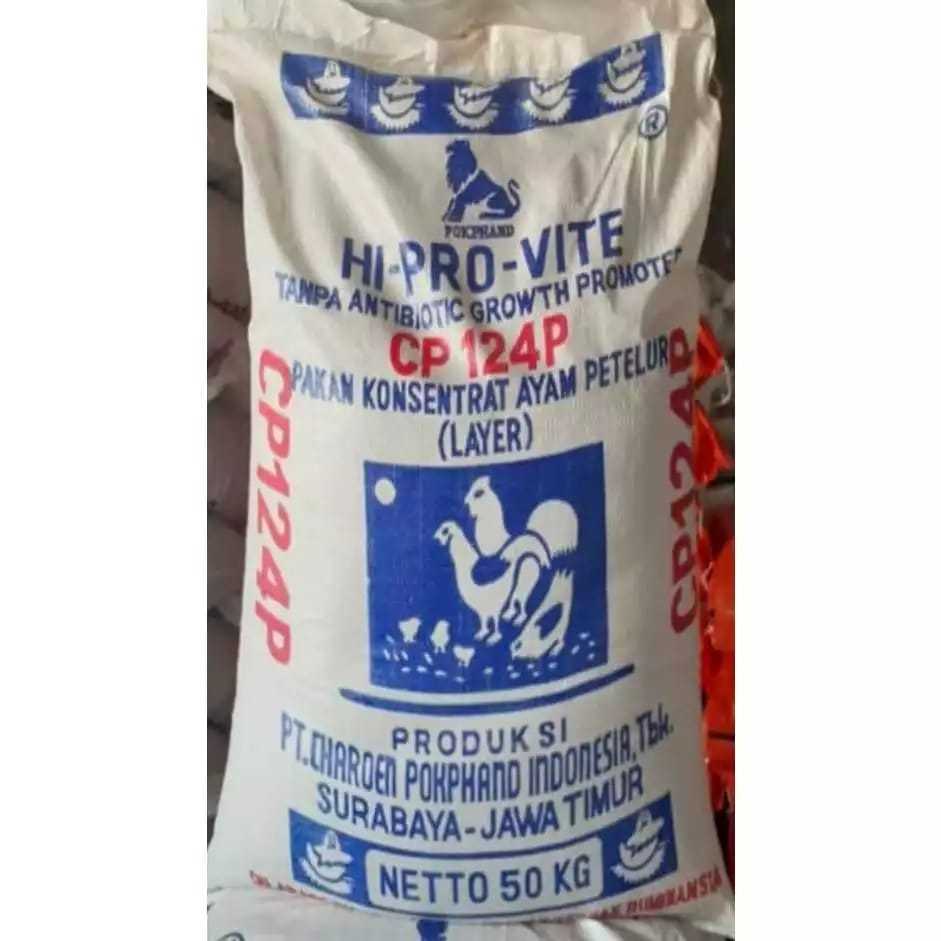 ®
POKPHAND
HI-PRO-VITE
TANPA ANTIBIOTIC GROWTH PROMOTE
CP 124P
PAKAN KONSENTRAT AYAM PETELUR
(LAYER)
CP124P
CP124P
PRODUKSI
PT.CHAROEN POKPHAND INDONESIA,Tbk.
SURABAYA-JAWA TIMUR
NETTO 50 KG